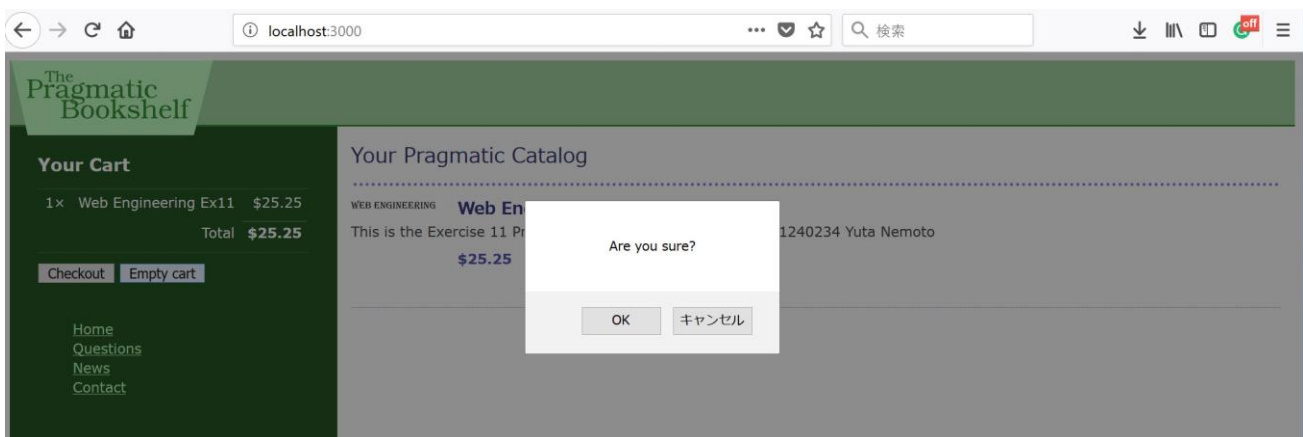 localhost:3000
検索
off
The
Pragmatic
Bookshelf
Your Cart
1× Web Engineering Ex11 $25.25
Total $25.25
Checkout
Empty cart
Home
Questions
News
Contact
Your Pragmatic Catalog
WEB ENGINEERING
Web En
This is the Exercise 11 Pr
1240234 Yuta Nemoto
$25.25
Are you sure?
OK
キャンセル